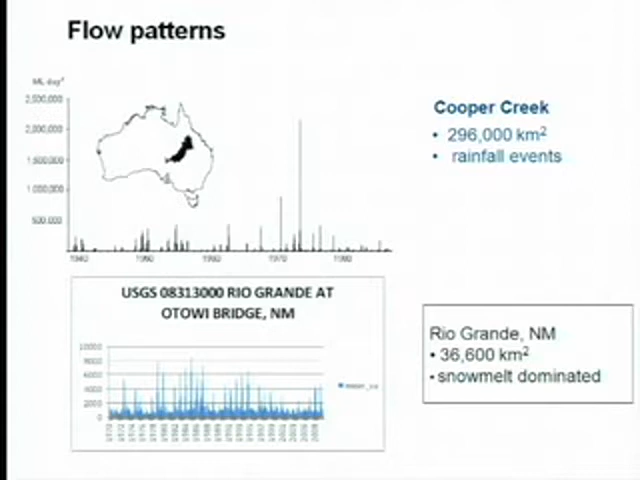 Flow patterns
ML day⁻¹
2,500,000
2,000,000
1,500,000
1,000,000
500,000
1940 1950 1960 1970 1980
Cooper Creek
• 296,000 km²
• rainfall events
USGS 08313000 RIO GRANDE AT
OTOWI BRIDGE, NM
10000
8000
6000
4000
2000
0
Rio Grande, NM
• 36,600 km²
• snowmelt dominated